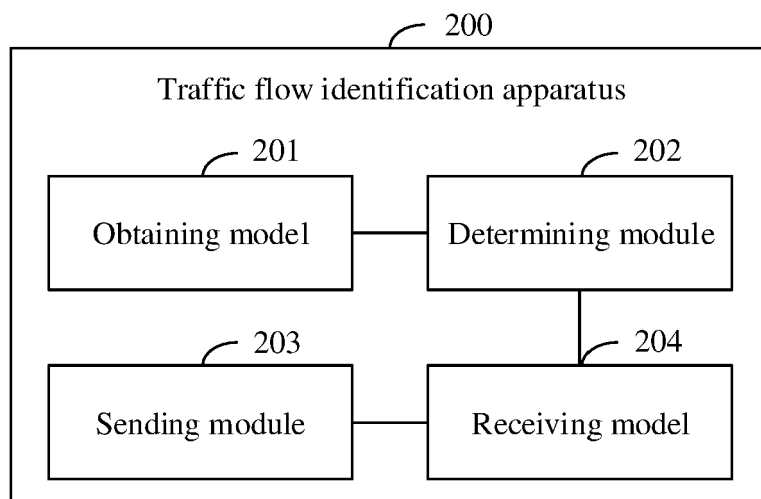 200
Traffic flow identification apparatus
201
202
Obtaining model
Determining module
203
204
Sending module
Receiving model